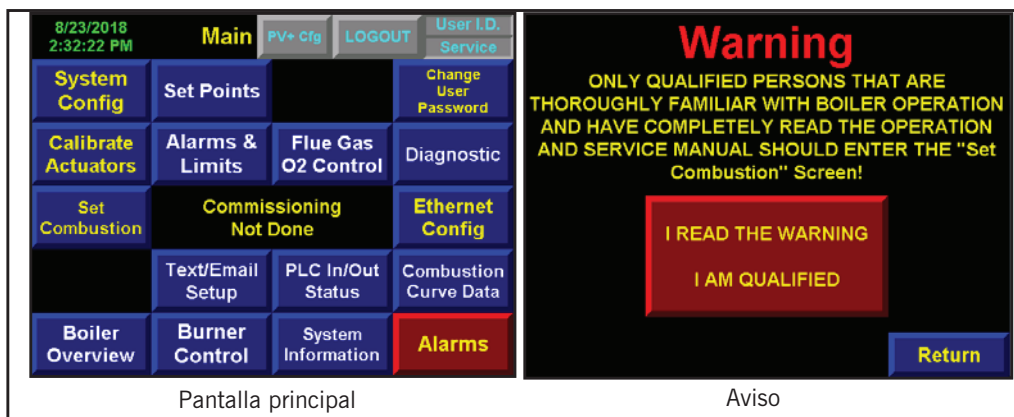 8/23/2018
2:32:22 PM
Main
PV+ Cfg
LOGOUT
User I.D.
Service
System
Config
Set Points
Change
User
Password
Calibrate
Actuators
Alarms &
Limits
Flue Gas
O2 Control
Diagnostic
Set
Combustion
Commissioning
Not Done
Ethernet
Config
Text/Email
Setup
PLC In/Out
Status
Combustion
Curve Data
Boiler
Overview
Burner
Control
System
Information
Alarms
Pantalla principal
Warning
ONLY QUALIFIED PERSONS THAT ARE
THOROUGHLY FAMILIAR WITH BOILER OPERATION
AND HAVE COMPLETELY READ THE OPERATION
AND SERVICE MANUAL SHOULD ENTER THE "Set
Combustion" Screen!
I READ THE WARNING
I AM QUALIFIED
Return
Aviso